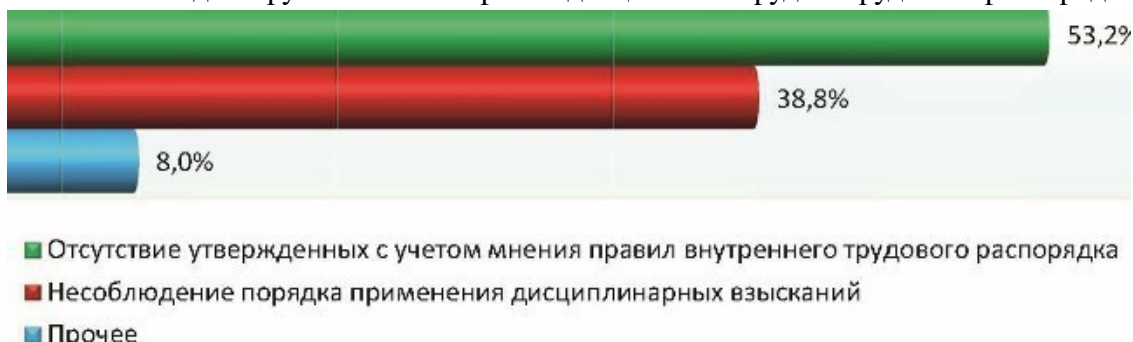 53,2%
38,8%
8,0%
Отсутствие утвержденных с учетом мнения правил внутреннего трудового распорядка
Несоблюдение порядка применения дисциплинарных взысканий
Прочее